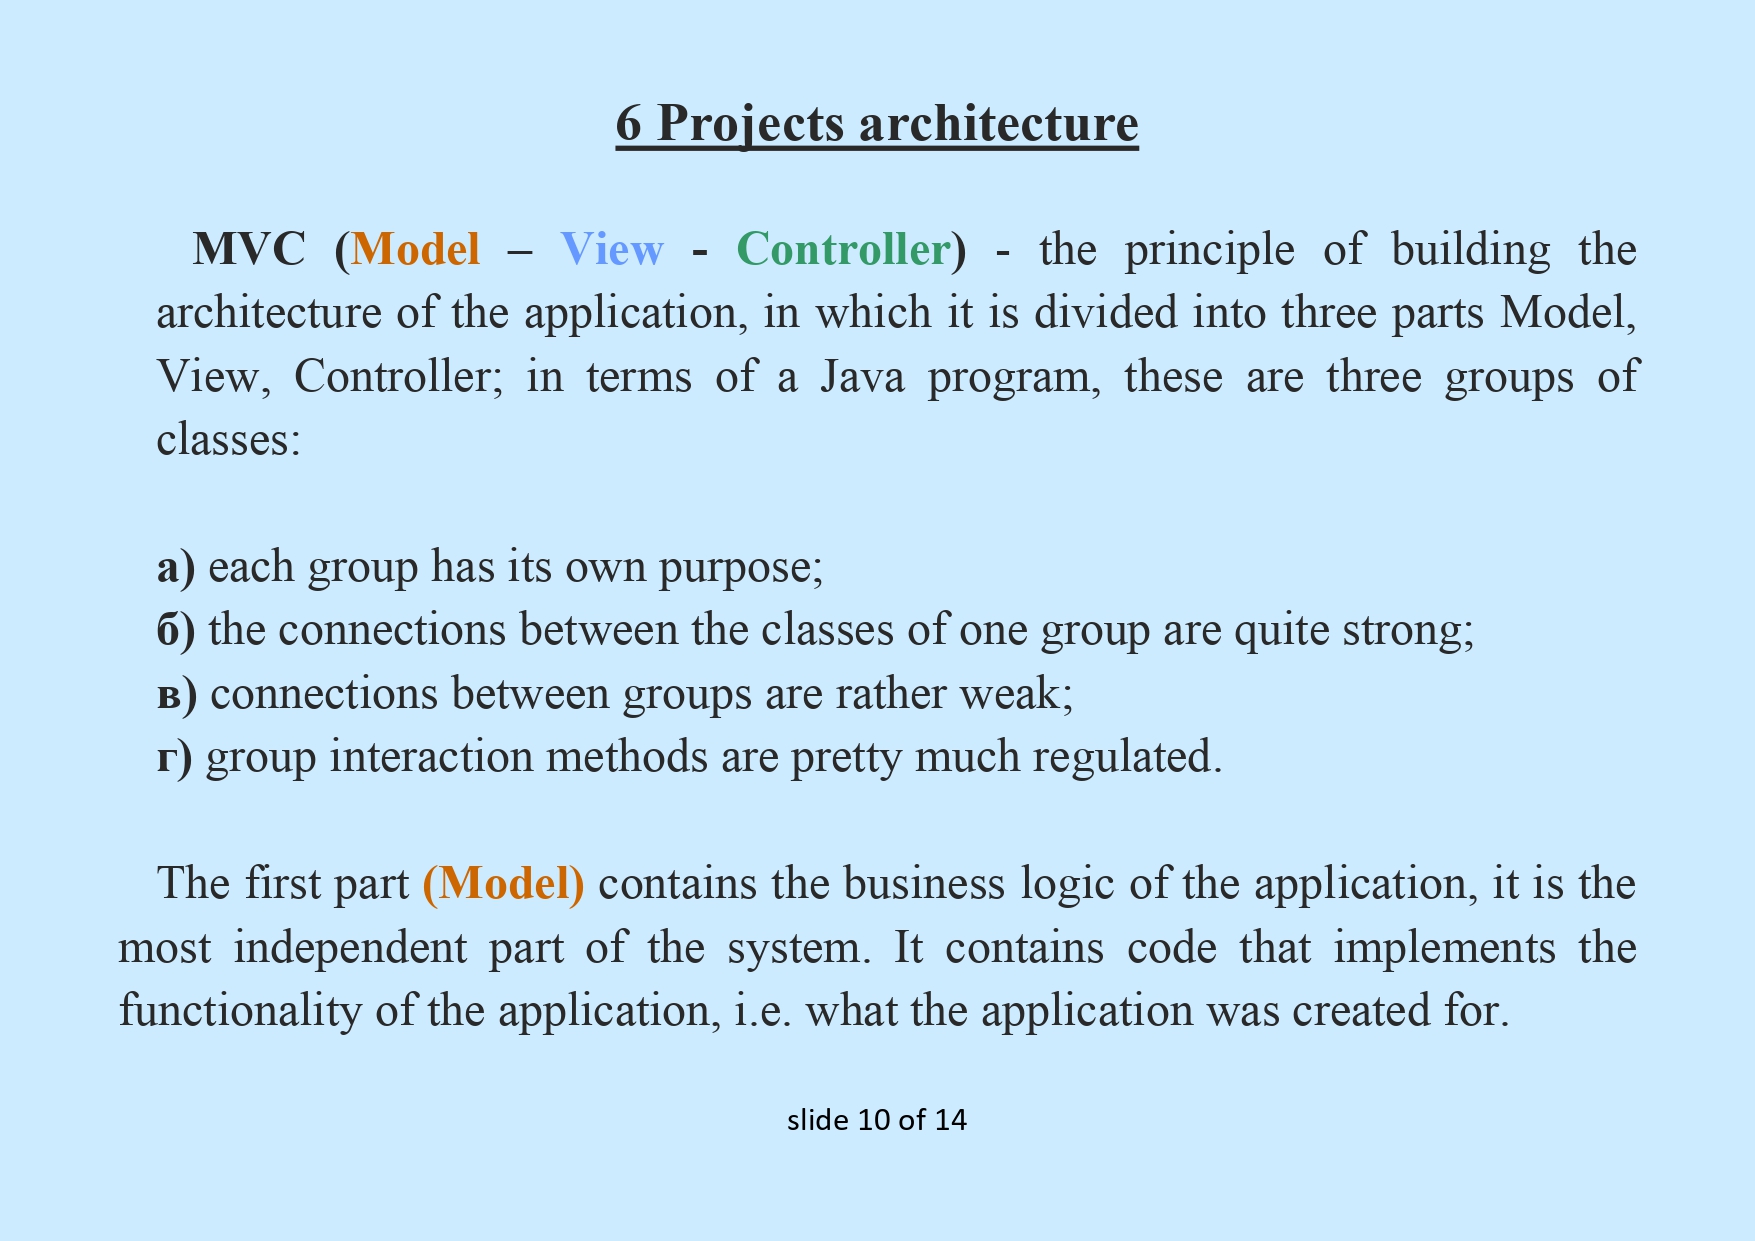 6 Projects architecture
MVC (Model – View - Controller) - the principle of building the
architecture of the application, in which it is divided into three parts Model,
View, Controller; in terms of a Java program, these are three groups of
classes:
а) each group has its own purpose;
б) the connections between the classes of one group are quite strong;
в) connections between groups are rather weak;
г) group interaction methods are pretty much regulated.
The first part (Model) contains the business logic of the application, it is the
most independent part of the system. It contains code that implements the
functionality of the application, i.e. what the application was created for.
slide 10 of 14